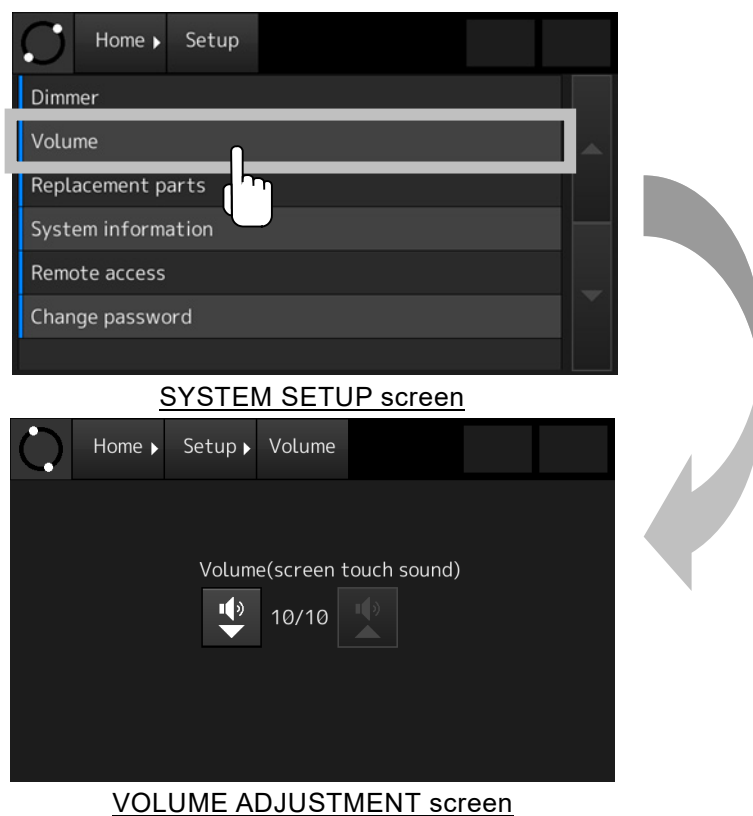 Home Setup
Dimmer
Volume
Replacement parts
System information
Remote access
Change password
SYSTEM SETUP screen
Home Setup Volume
Volume(screen touch sound)
10/10
VOLUME ADJUSTMENT screen